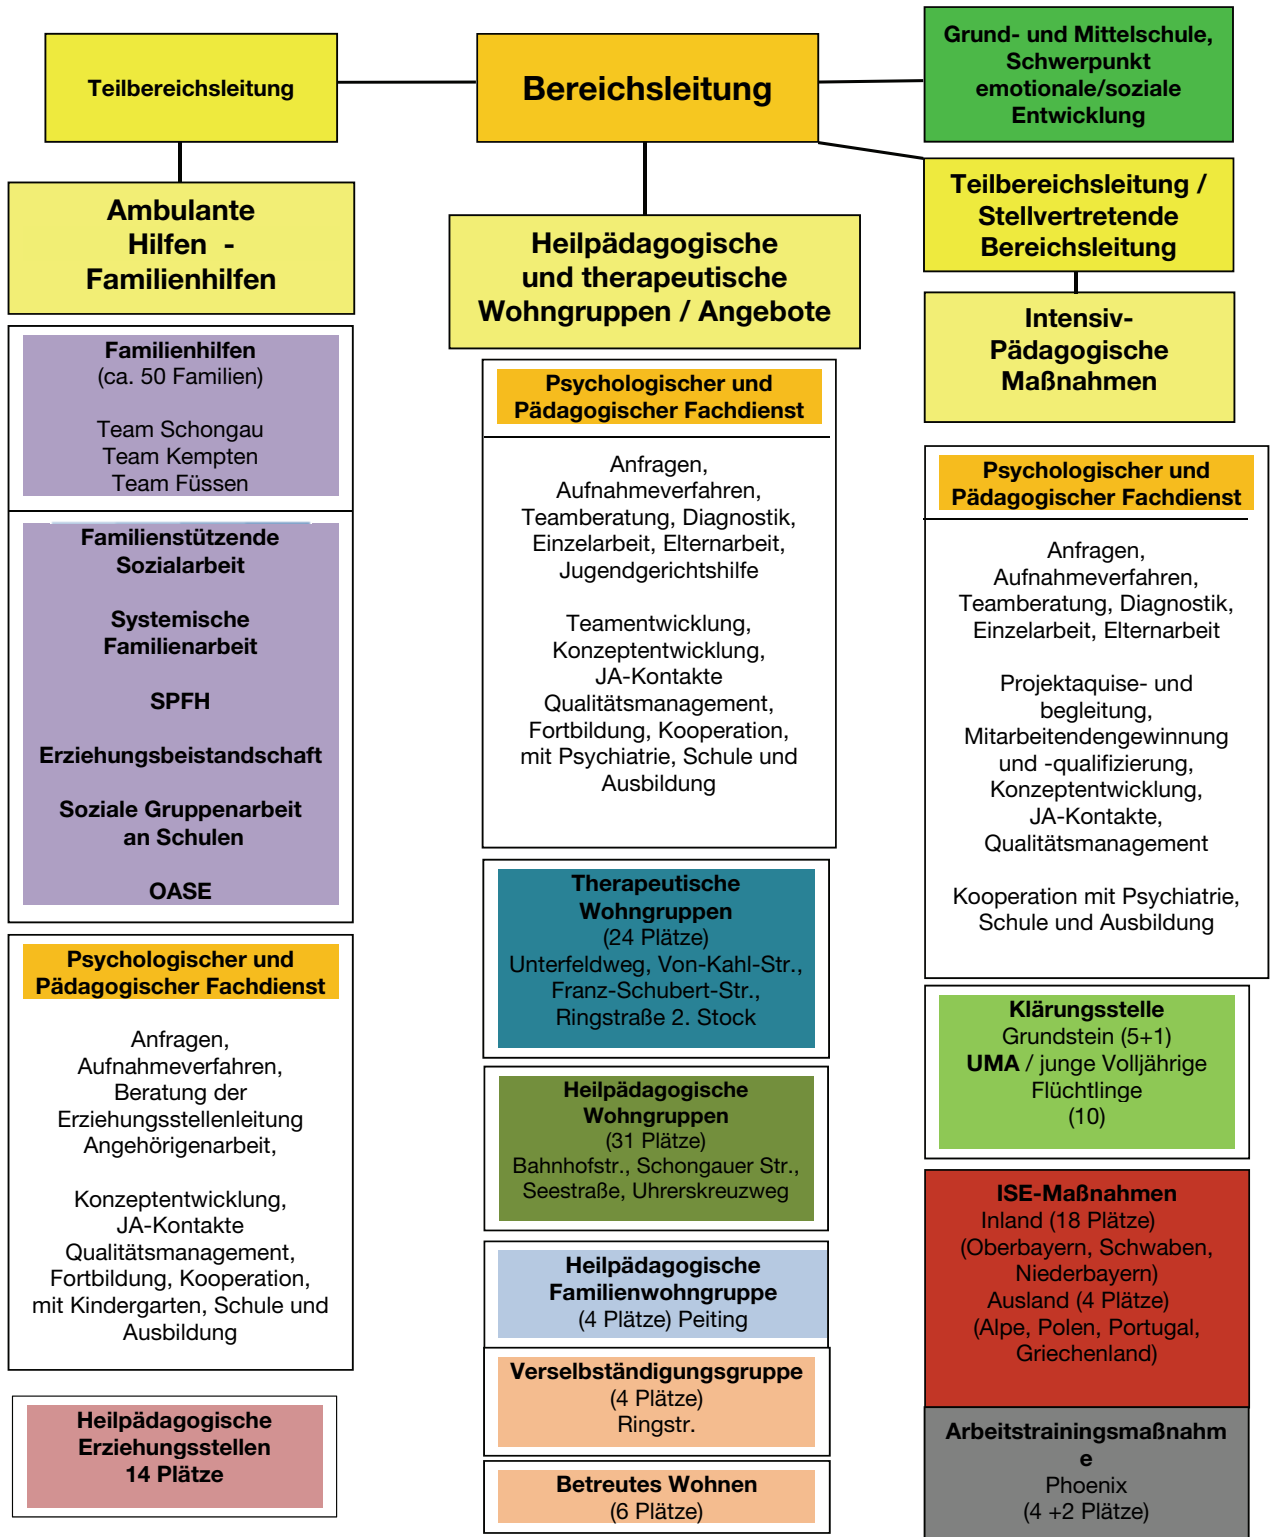 Teilbereichsleitung
Ambulante
Hilfen -
Familienhilfen
Familienhilfen
(ca. 50 Familien)
Team Schongau
Team Kempten
Team Füssen
Familienstützende
Sozialarbeit
Systemische
Familienarbeit
SPFH
Erziehungsbeistandschaft
Soziale Gruppenarbeit
an Schulen
OASE
Psychologischer und
Pädagogischer Fachdienst
Anfragen,
Aufnahmeverfahren,
Beratung der
Erziehungsstellenleitung
Angehörigenarbeit,
Konzeptentwicklung,
JA-Kontakte
Qualitätsmanagement,
Fortbildung, Kooperation,
mit Kindergarten, Schule und
Ausbildung
Heilpädagogische
Erziehungsstellen
14 Plätze
Bereichsleitung
Heilpädagogische
und therapeutische
Wohngruppen / Angebote
Psychologischer und
Pädagogischer Fachdienst
Anfragen,
Aufnahmeverfahren,
Teamberatung, Diagnostik,
Einzelarbeit, Elternarbeit,
Jugendgerichtshilfe
Teamentwicklung,
Konzeptentwicklung,
JA-Kontakte
Qualitätsmanagement,
Fortbildung, Kooperation,
mit Psychiatrie, Schule und
Ausbildung
Therapeutische
Wohngruppen
(24 Plätze)
Unterfeldweg, Von-Kahl-Str.,
Franz-Schubert-Str.,
Ringstraße 2. Stock
Heilpädagogische
Wohngruppen
(31 Plätze)
Bahnhofstr., Schongauer Str.,
Seestraße, Uhrerskreuzweg
Heilpädagogische
Familienwohngruppe
(4 Plätze) Peiting
Verselbständigungsgruppe
(4 Plätze)
Ringstr.
Betreutes Wohnen
(6 Plätze)
Grund- und Mittelschule,
Schwerpunkt
emotionale/soziale
Entwicklung
Teilbereichsleitung /
Stellvertretende
Bereichsleitung
Intensiv-
Pädagogische
Maßnahmen
Psychologischer und
Pädagogischer Fachdienst
Anfragen,
Aufnahmeverfahren,
Teamberatung, Diagnostik,
Einzelarbeit, Elternarbeit
Projektaquise- und
begleitung,
Mitarbeitendengewinnung
und -qualifizierung,
Konzeptentwicklung,
JA-Kontakte,
Qualitätsmanagement
Kooperation mit Psychiatrie,
Schule und Ausbildung
Klärungsstelle
Grundstein (5+1)
UMA / junge Volljährige
Flüchtlinge
(10)
ISE-Maßnahmen
Inland (18 Plätze)
(Oberbayern, Schwaben,
Niederbayern)
Ausland (4 Plätze)
(Alpe, Polen, Portugal,
Griechenland)
Arbeitstrainingsmaßnahm
e
Phoenix
(4 +2 Plätze)